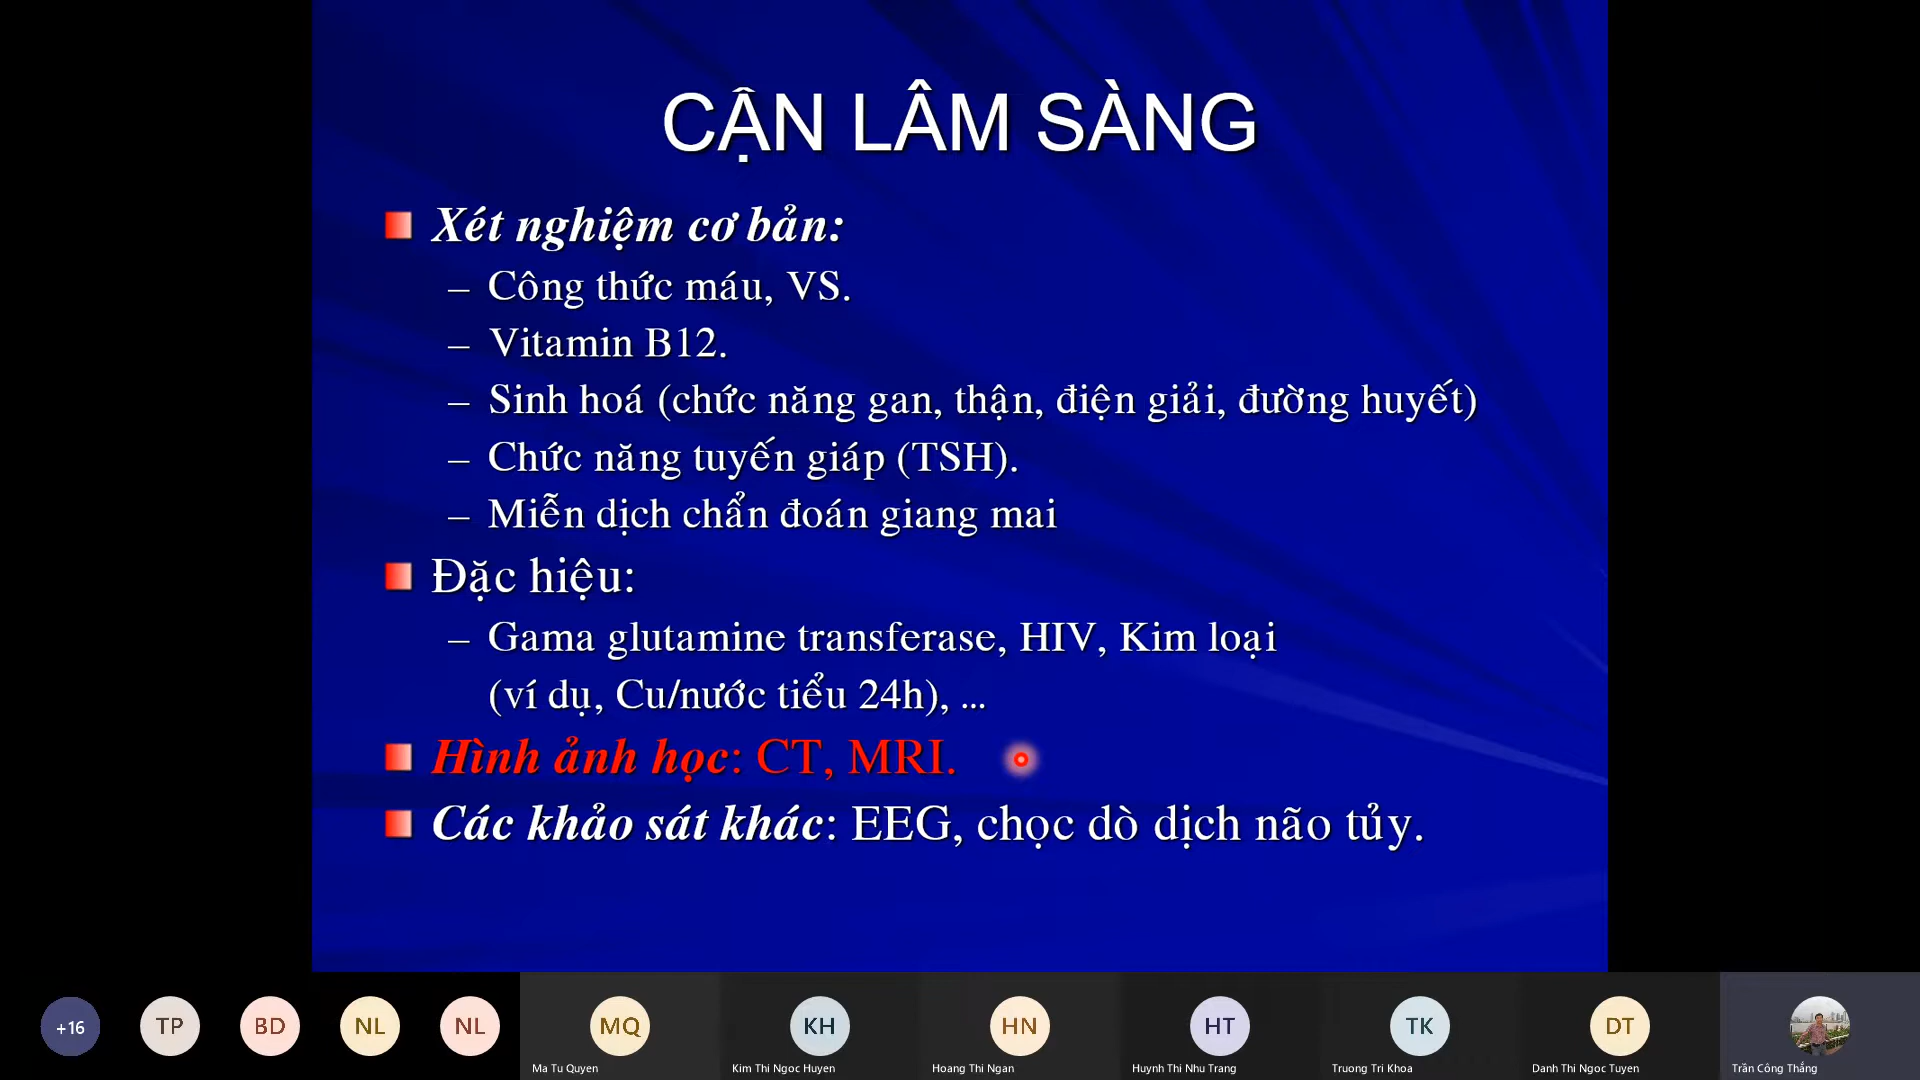 CẬN LÂM SÀNG
Xét nghiệm cơ bản:
– Công thức máu, VS.
– Vitamin B12.
– Sinh hoá (chức năng gan, thận, điện giải, đường huyết)
– Chức năng tuyến giáp (TSH).
– Miễn dịch chẩn đoán giang mai
Đặc hiệu:
– Gama glutamine transferase, HIV, Kim loại
(ví dụ, Cu/nước tiểu 24h), ...
Hình ảnh học: CT, MRI.
Các khảo sát khác: EEG, chọc dò dịch não tủy.
+16 TP BD NL NL MQ KH HN HT TK DT
Ma Tu Quyen Kim Thi Ngoc Huyen Hoang Thi Ngan Huynh Thi Nhu Trang Truong Tri Khoa Danh Thi Ngoc Tuyen Trần Công Thắng